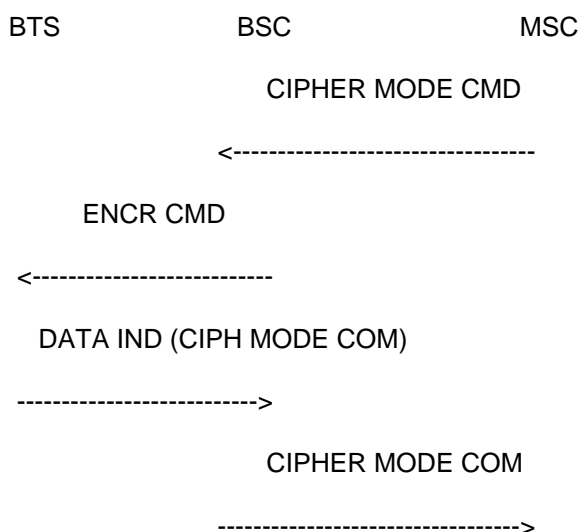 BTS BSC MSC
CIPHER MODE CMD
<----------------------------------
ENCR CMD
<---------------------------
DATA IND (CIPH MODE COM)
--------------------------->
CIPHER MODE COM
---------------------------------->